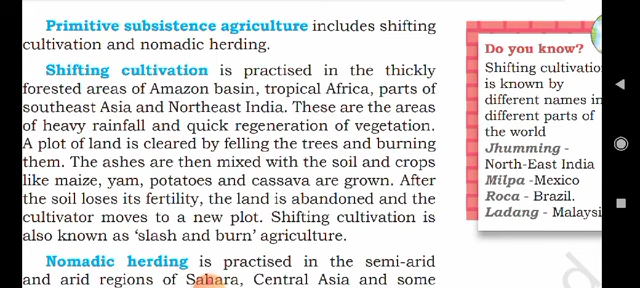 Primitive subsistence agriculture includes shifting
cultivation and nomadic herding.
Shifting cultivation is practised in the thickly
forested areas of Amazon basin, tropical Africa, parts of
southeast Asia and Northeast India. These are the areas
of heavy rainfall and quick regeneration of vegetation.
A plot of land is cleared by felling the trees and burning
them. The ashes are then mixed with the soil and crops
like maize, yam, potatoes and cassava are grown. After
the soil loses its fertility, the land is abandoned and the
cultivator moves to a new plot. Shifting cultivation is
also known as ‘slash and burn’ agriculture.
Nomadic herding is practised in the semi-arid
and arid regions of Sahara, Central Asia and some
Do you know?
Shifting cultivatio
is known by
different names in
different parts of
the world
Jhumming -
North-East India
Milpa -Mexico
Roca - Brazil.
Ladang - Malaysi